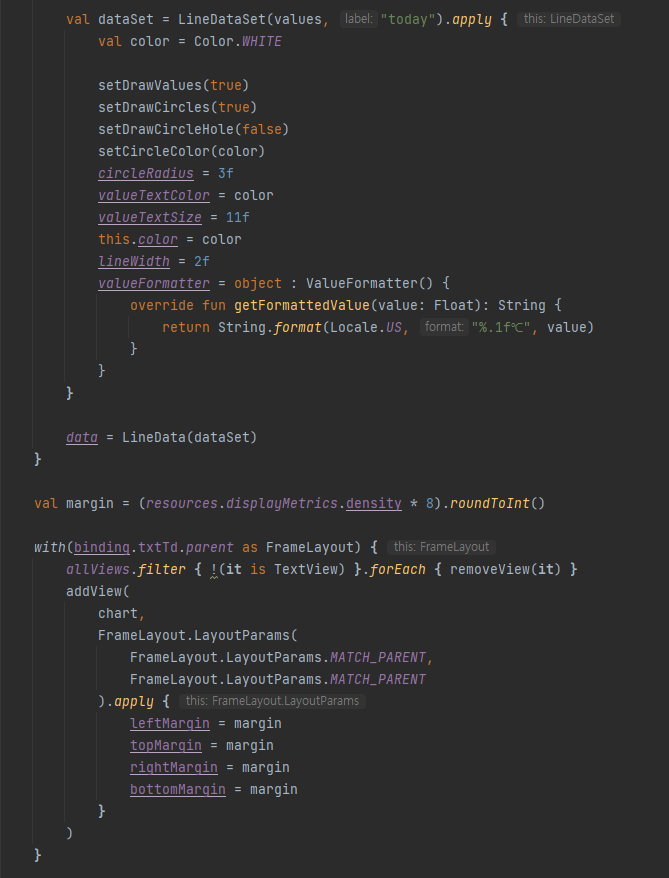 val dataSet = LineDataSet(values, label: "today").apply { this: LineDataSet
val color = Color.WHITE
setDrawValues(true)
setDrawCircles(true)
setDrawCircleHole(false)
setCircleColor(color)
circleRadius = 3f
valueTextColor = color
valueTextSize = 11f
this.color = color
lineWidth = 2f
valueFormatter = object : ValueFormatter() {
override fun getFormattedValue(value: Float): String {
return String.format(Locale.US, format: "%.1f⌥", value)
}
}
}
data = LineData(dataSet)
}
val margin = (resources.displayMetrics.density * 8).roundToInt()
with(binding.txtTd.parent as FrameLayout) { this: FrameLayout
allViews.filter { !(it is TextView) }.forEach { removeView(it) }
addView(
chart,
FrameLayout.LayoutParams(
FrameLayout.LayoutParams.MATCH_PARENT,
FrameLayout.LayoutParams.MATCH_PARENT
).apply { this: FrameLayout.LayoutParams
leftMargin = margin
topMargin = margin
rightMargin = margin
bottomMargin = margin
}
)
}